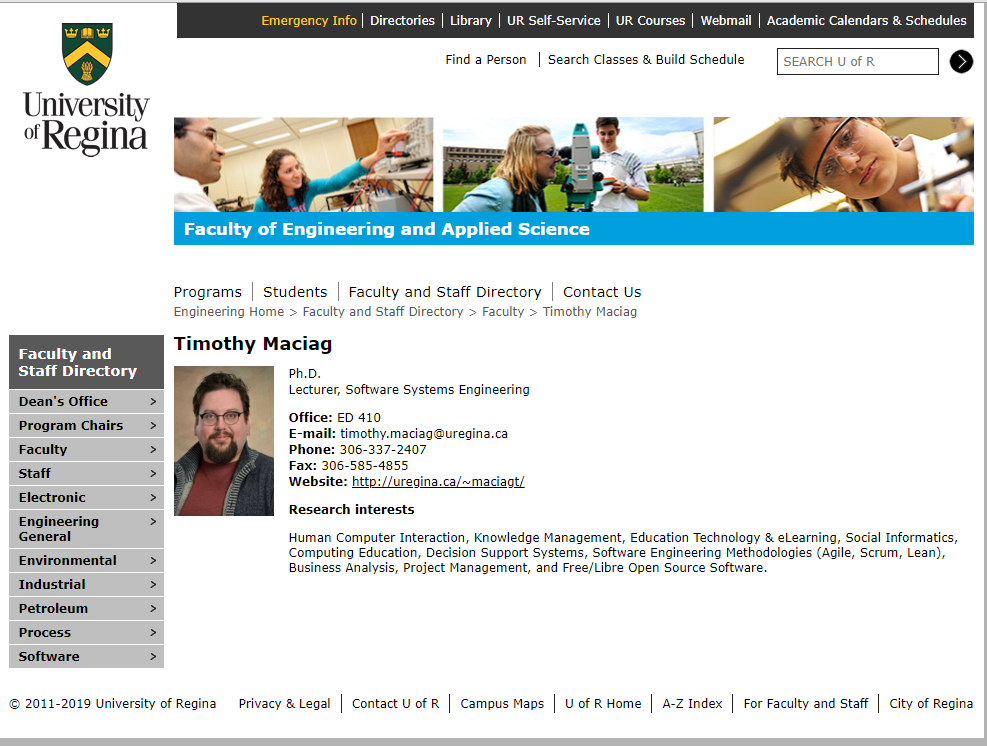 Emergency Info | Directories | Library | UR Self-Service | UR Courses | Webmail | Academic Calendars & Schedules
Find a Person | Search Classes & Build Schedule
SEARCH U of R
University
of Regina
Faculty of Engineering and Applied Science
Programs | Students | Faculty and Staff Directory | Contact Us
Engineering Home > Faculty and Staff Directory > Faculty > Timothy Maciag
Faculty and
Staff Directory
Dean's Office >
Program Chairs >
Faculty >
Staff >
Electronic >
Engineering >
General
Environmental >
Industrial >
Petroleum >
Process >
Software >
Timothy Maciag
Ph.D.
Lecturer, Software Systems Engineering
Office: ED 410
E-mail: timothy.maciag@uregina.ca
Phone: 306-337-2407
Fax: 306-585-4855
Website: http://uregina.ca/~maciagt/
Research interests
Human Computer Interaction, Knowledge Management, Education Technology & eLearning, Social Informatics,
Computing Education, Decision Support Systems, Software Engineering Methodologies (Agile, Scrum, Lean),
Business Analysis, Project Management, and Free/Libre Open Source Software.
© 2011-2019 University of Regina Privacy & Legal | Contact U of R | Campus Maps | U of R Home | A-Z Index | For Faculty and Staff | City of Regina